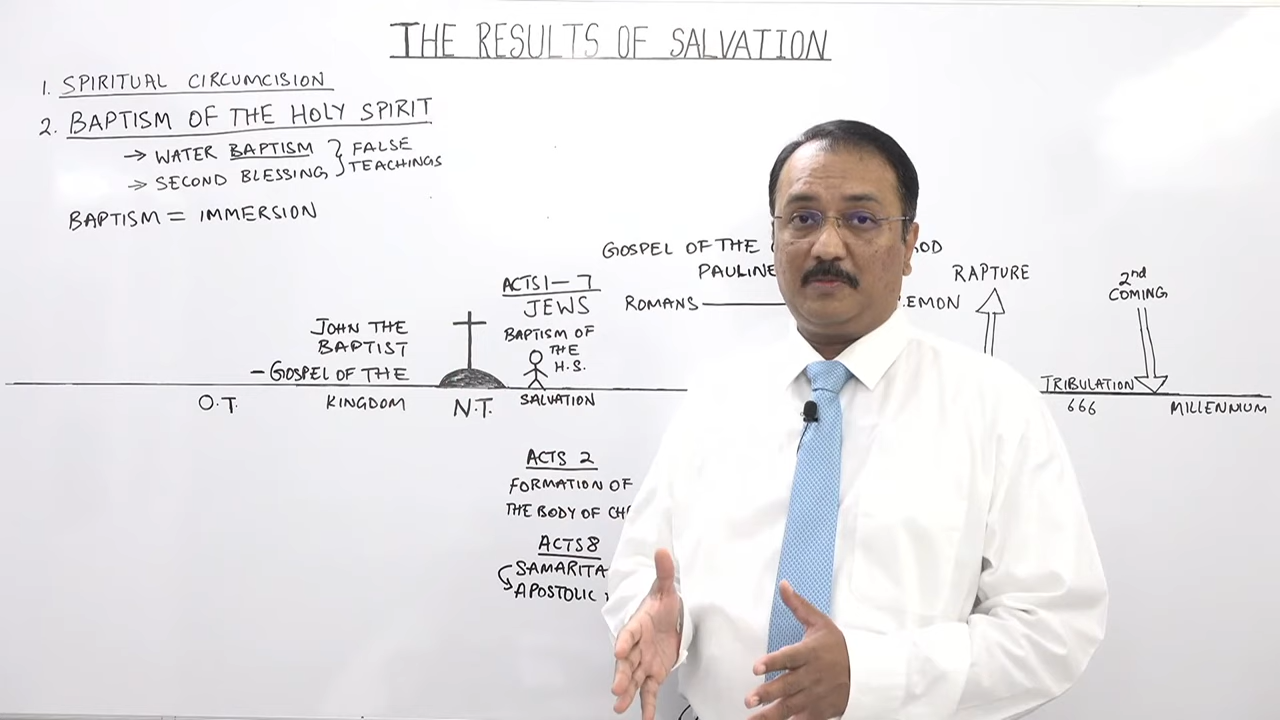 THE RESULTS OF SALVATION
1. SPIRITUAL CIRCUMCISION
2. BAPTISM OF THE HOLY SPIRIT
→ WATER BAPTISM } FALSE
→ SECOND BLESSING TEACHINGS
BAPTISM = IMMERSION
GOSPEL OF THE
PAULINE
ROMANS
RAPTURE
2nd
COMING
ACTS 1-7
JEWS
BAPTISM OF
THE
H.S.
SALVATION
JOHN THE
BAPTIST
- GOSPEL OF THE
KINGDOM
O.T.
N.T.
TRIBULATION
666
MILLENNIUM
ACTS 2
FORMATION OF
THE BODY OF
ACTS 8
APOSTOLIC